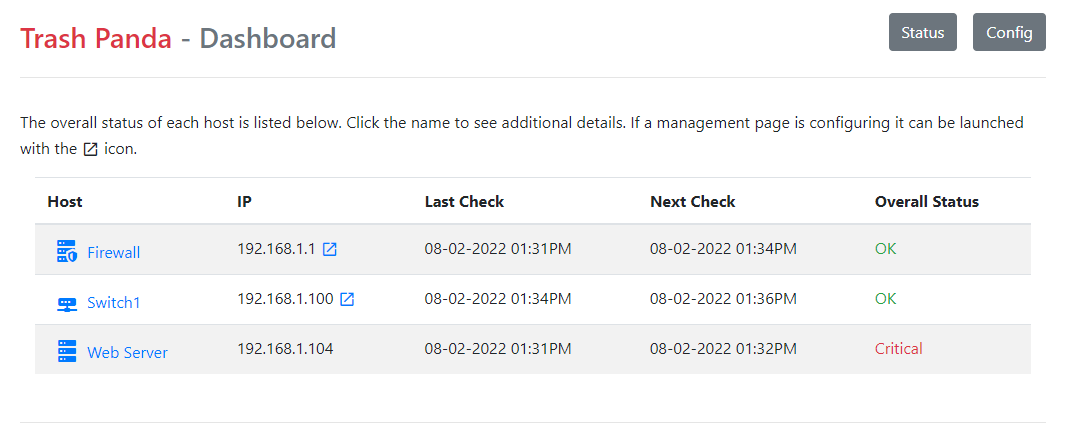 Trash Panda - Dashboard
Status
Config
The overall status of each host is listed below. Click the name to see additional details. If a management page is configuring it can be launched
with the icon.
Host IP Last Check Next Check Overall Status
Firewall 192.168.1.1 08-02-2022 01:31PM 08-02-2022 01:34PM OK
Switch1 192.168.1.100 08-02-2022 01:34PM 08-02-2022 01:36PM OK
Web Server 192.168.1.104 08-02-2022 01:31PM 08-02-2022 01:32PM Critical